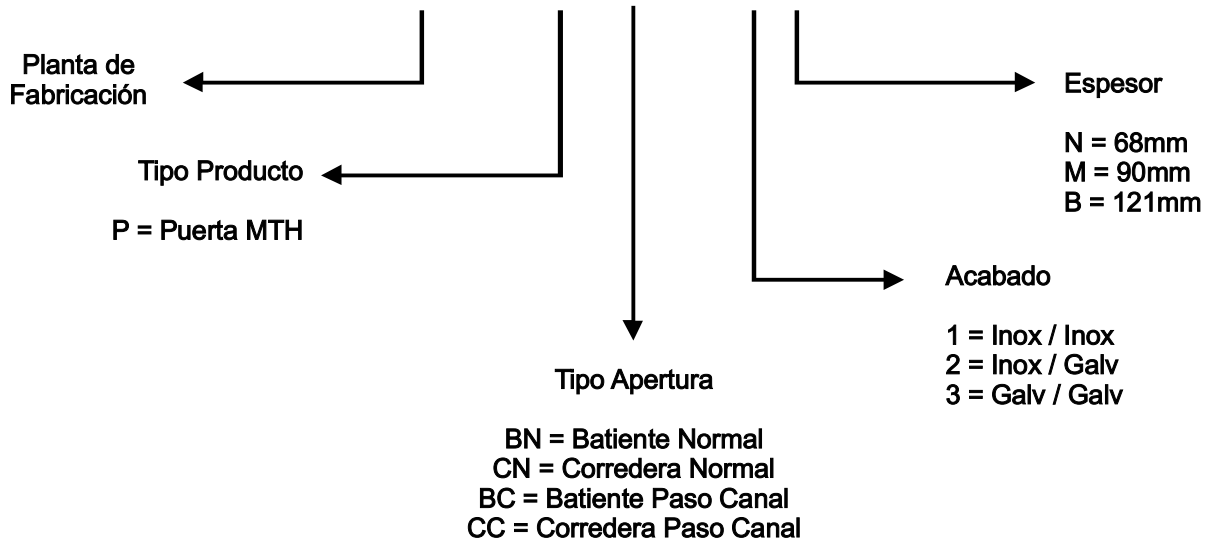 Planta de
Fabricación
Tipo Producto
P = Puerta MTH
Tipo Apertura
BN = Batiente Normal
CN = Corredera Normal
BC = Batiente Paso Canal
CC = Corredera Paso Canal
Acabado
1 = Inox / Inox
2 = Inox / Galv
3 = Galv / Galv
Espesor
N = 68mm
M = 90mm
B = 121mm